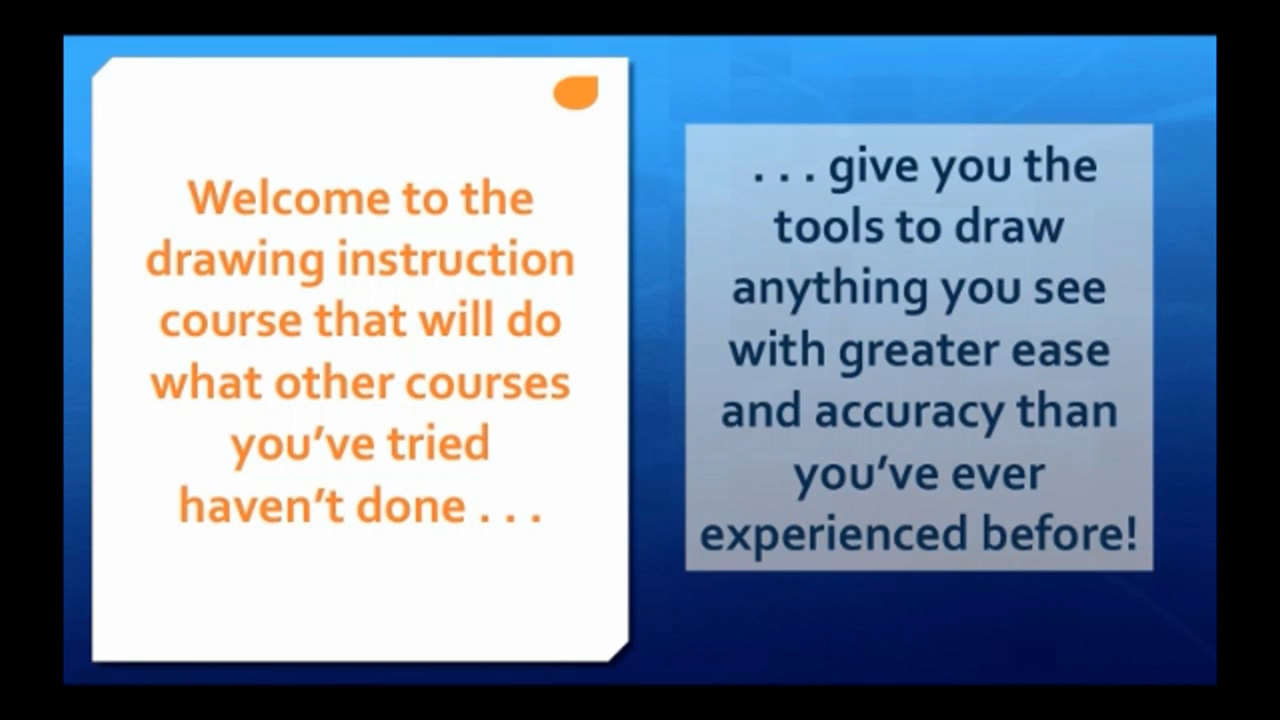 Welcome to the
drawing instruction
course that will do
what other courses
you've tried
haven't done . . .
. . . give you the
tools to draw
anything you see
with greater ease
and accuracy than
you've ever
experienced before!